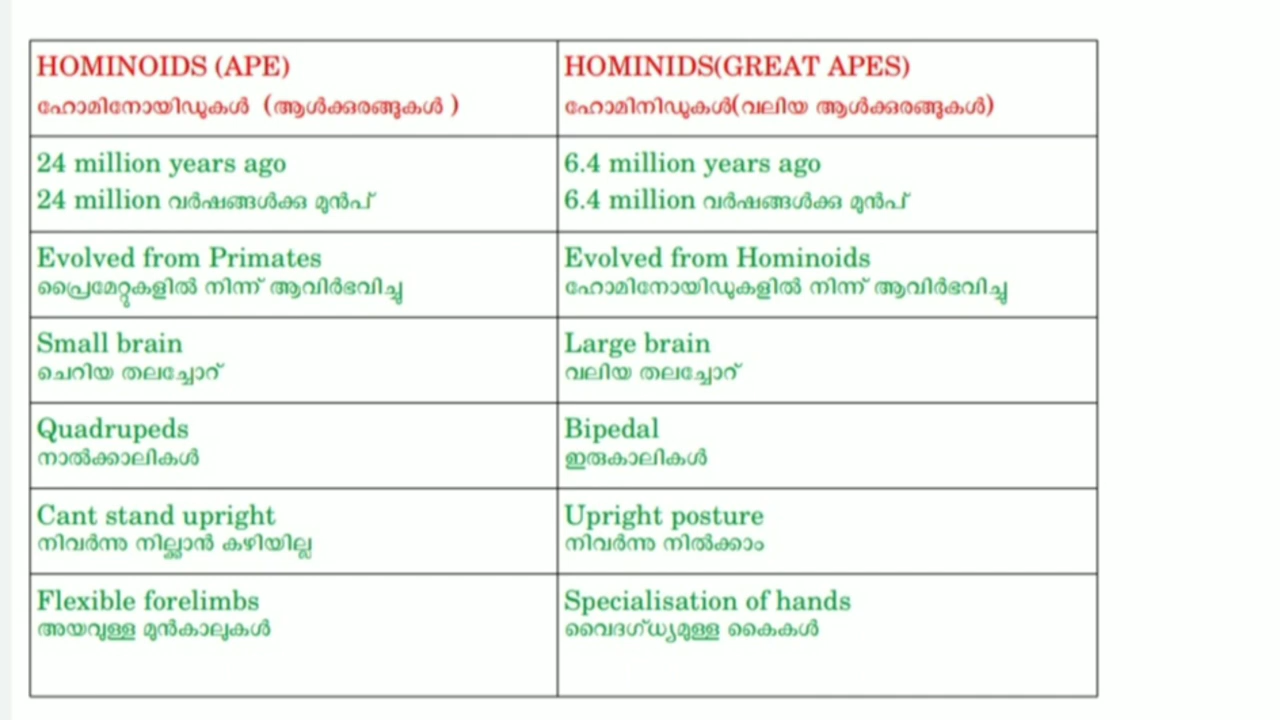 HOMINOIDS (APE)
ഹോമിനോയിഡുകൾ (ആൾക്കുരങ്ങുകൾ )
HOMINIDS(GREAT APES)
ഹോമിനിഡുകൾ(വലിയ ആൾക്കുരങ്ങുകൾ)
24 million years ago
24 million വർഷങ്ങൾക്കു മുൻപ്
6.4 million years ago
6.4 million വർഷങ്ങൾക്കു മുൻപ്
Evolved from Primates
പ്രൈമേറ്റുകളിൽ നിന്ന് ആവിർഭവിച്ചു
Evolved from Hominoids
ഹോമിനോയിഡുകളിൽ നിന്ന് ആവിർഭവിച്ചു
Small brain
ചെറിയ തലച്ചോറ്
Large brain
വലിയ തലച്ചോറ്
Quadrupeds
നാൽക്കാലികൾ
Bipedal
ഇരുകാലികൾ
Cant stand upright
നിവർന്നു നില്ക്കാൻ കഴിയില്ല
Upright posture
നിവർന്നു നിൽക്കാം
Flexible forelimbs
അയവുള്ള മുൻകാലുകൾ
Specialisation of hands
വൈദഗ്ധ്യമുള്ള കൈകൾ